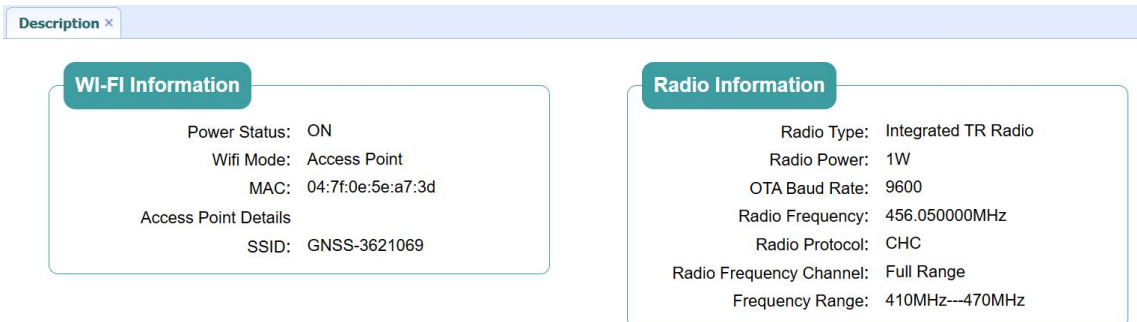 Description ×
WI-FI Information
Power Status: ON
Wifi Mode: Access Point
MAC: 04:7f:0e:5e:a7:3d
Access Point Details
SSID: GNSS-3621069
Radio Information
Radio Type: Integrated TR Radio
Radio Power: 1W
OTA Baud Rate: 9600
Radio Frequency: 456.050000MHz
Radio Protocol: CHC
Radio Frequency Channel: Full Range
Frequency Range: 410MHz---470MHz